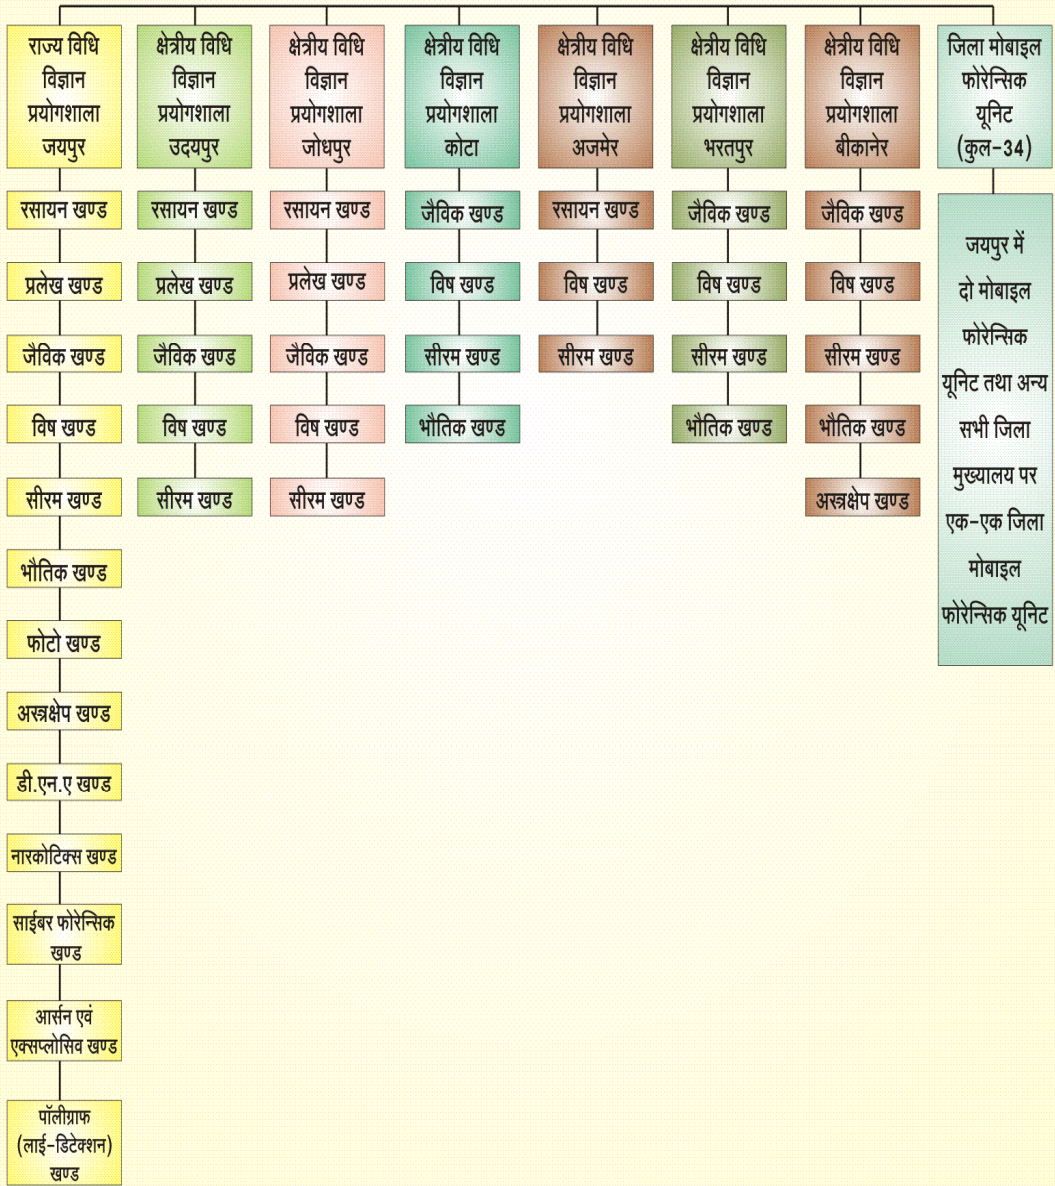 राज्य विधि
विज्ञान
प्रयोगशाला
जयपुर
रसायन खण्ड
प्रलेख खण्ड
जैविक खण्ड
विष खण्ड
सीरम खण्ड
भौतिक खण्ड
फोटो खण्ड
अस्त्रक्षेप खण्ड
डी.एन.ए खण्ड
नारकोटिक्स खण्ड
साईबर फोरेन्सिक
खण्ड
आर्सन एवं
एक्सप्लोसिव खण्ड
पॉलीग्राफ
(लाई-डिटेक्शन)
खण्ड
क्षेत्रीय विधि
विज्ञान
प्रयोगशाला
उदयपुर
रसायन खण्ड
प्रलेख खण्ड
जैविक खण्ड
विष खण्ड
सीरम खण्ड
क्षेत्रीय विधि
विज्ञान
प्रयोगशाला
जोधपुर
रसायन खण्ड
प्रलेख खण्ड
जैविक खण्ड
विष खण्ड
सीरम खण्ड
क्षेत्रीय विधि
विज्ञान
प्रयोगशाला
कोटा
जैविक खण्ड
विष खण्ड
सीरम खण्ड
भौतिक खण्ड
क्षेत्रीय विधि
विज्ञान
प्रयोगशाला
अजमेर
रसायन खण्ड
विष खण्ड
सीरम खण्ड
क्षेत्रीय विधि
विज्ञान
प्रयोगशाला
भरतपुर
जैविक खण्ड
विष खण्ड
सीरम खण्ड
भौतिक खण्ड
क्षेत्रीय विधि
विज्ञान
प्रयोगशाला
बीकानेर
जैविक खण्ड
विष खण्ड
सीरम खण्ड
भौतिक खण्ड
अस्त्रक्षेप खण्ड
जिला मोबाइल
फोरेन्सिक
यूनिट
(कुल-34)
जयपुर में
दो मोबाइल
फोरेन्सिक
यूनिट तथा अन्य
सभी जिला
मुख्यालय पर
एक-एक जिला
मोबाइल
फोरेन्सिक यूनिट